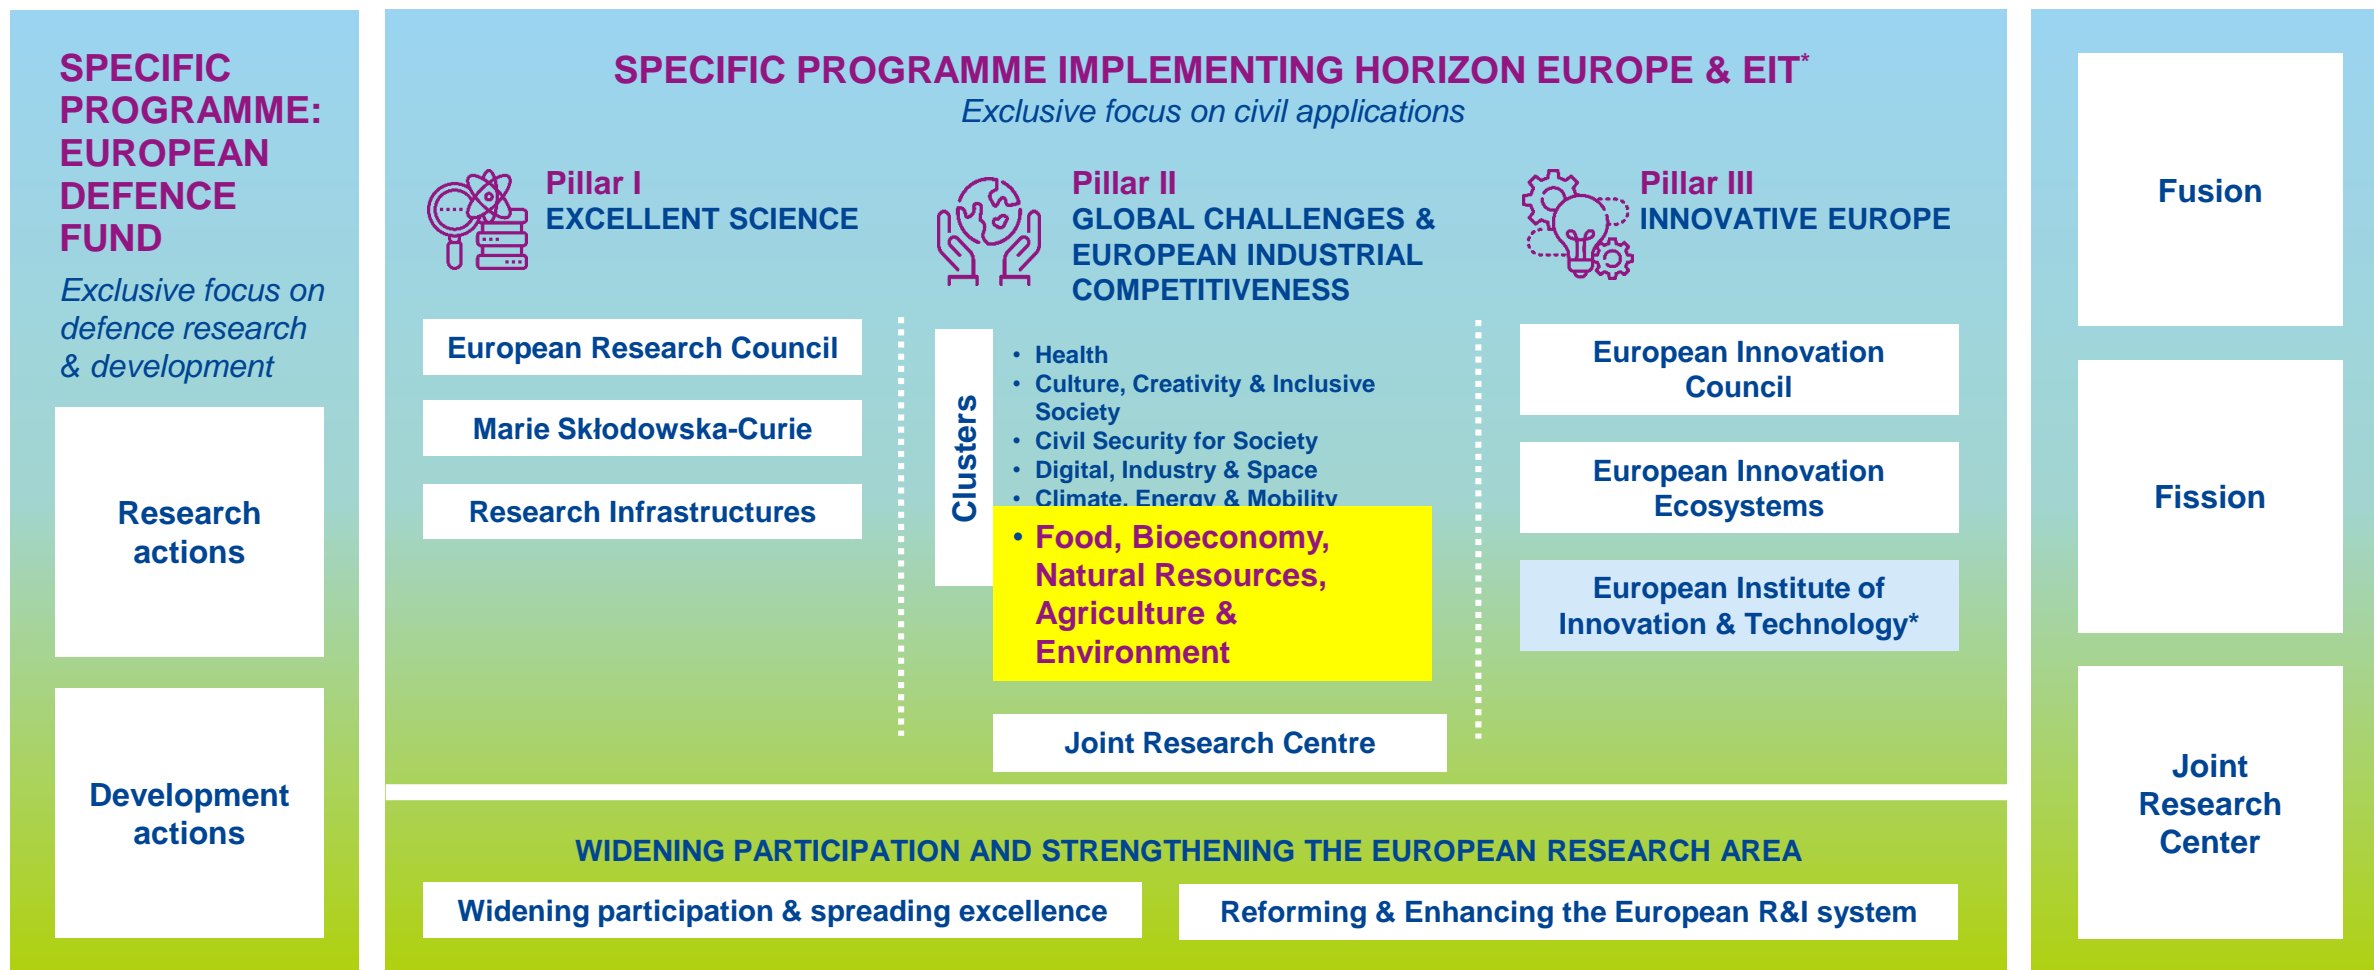 SPECIFIC
PROGRAMME:
EUROPEAN
DEFENCE
FUND
Exclusive focus on
defence research
& development
Research
actions
Development
actions
SPECIFIC PROGRAMME IMPLEMENTING HORIZON EUROPE & EIT*
Exclusive focus on civil applications
Pillar I
EXCELLENT SCIENCE
European Research Council
Marie Skłodowska-Curie
Research Infrastructures
Pillar II
GLOBAL CHALLENGES &
EUROPEAN INDUSTRIAL
COMPETITIVENESS
Clusters
• Health
• Culture, Creativity & Inclusive
Society
• Civil Security for Society
• Digital, Industry & Space
• Climate, Energy & Mobility
• Food, Bioeconomy,
Natural Resources,
Agriculture &
Environment
Joint Research Centre
Pillar III
INNOVATIVE EUROPE
European Innovation
Council
European Innovation
Ecosystems
European Institute of
Innovation & Technology*
WIDENING PARTICIPATION AND STRENGTHENING THE EUROPEAN RESEARCH AREA
Widening participation & spreading excellence
Reforming & Enhancing the European R&I system
Fusion
Fission
Joint
Research
Center